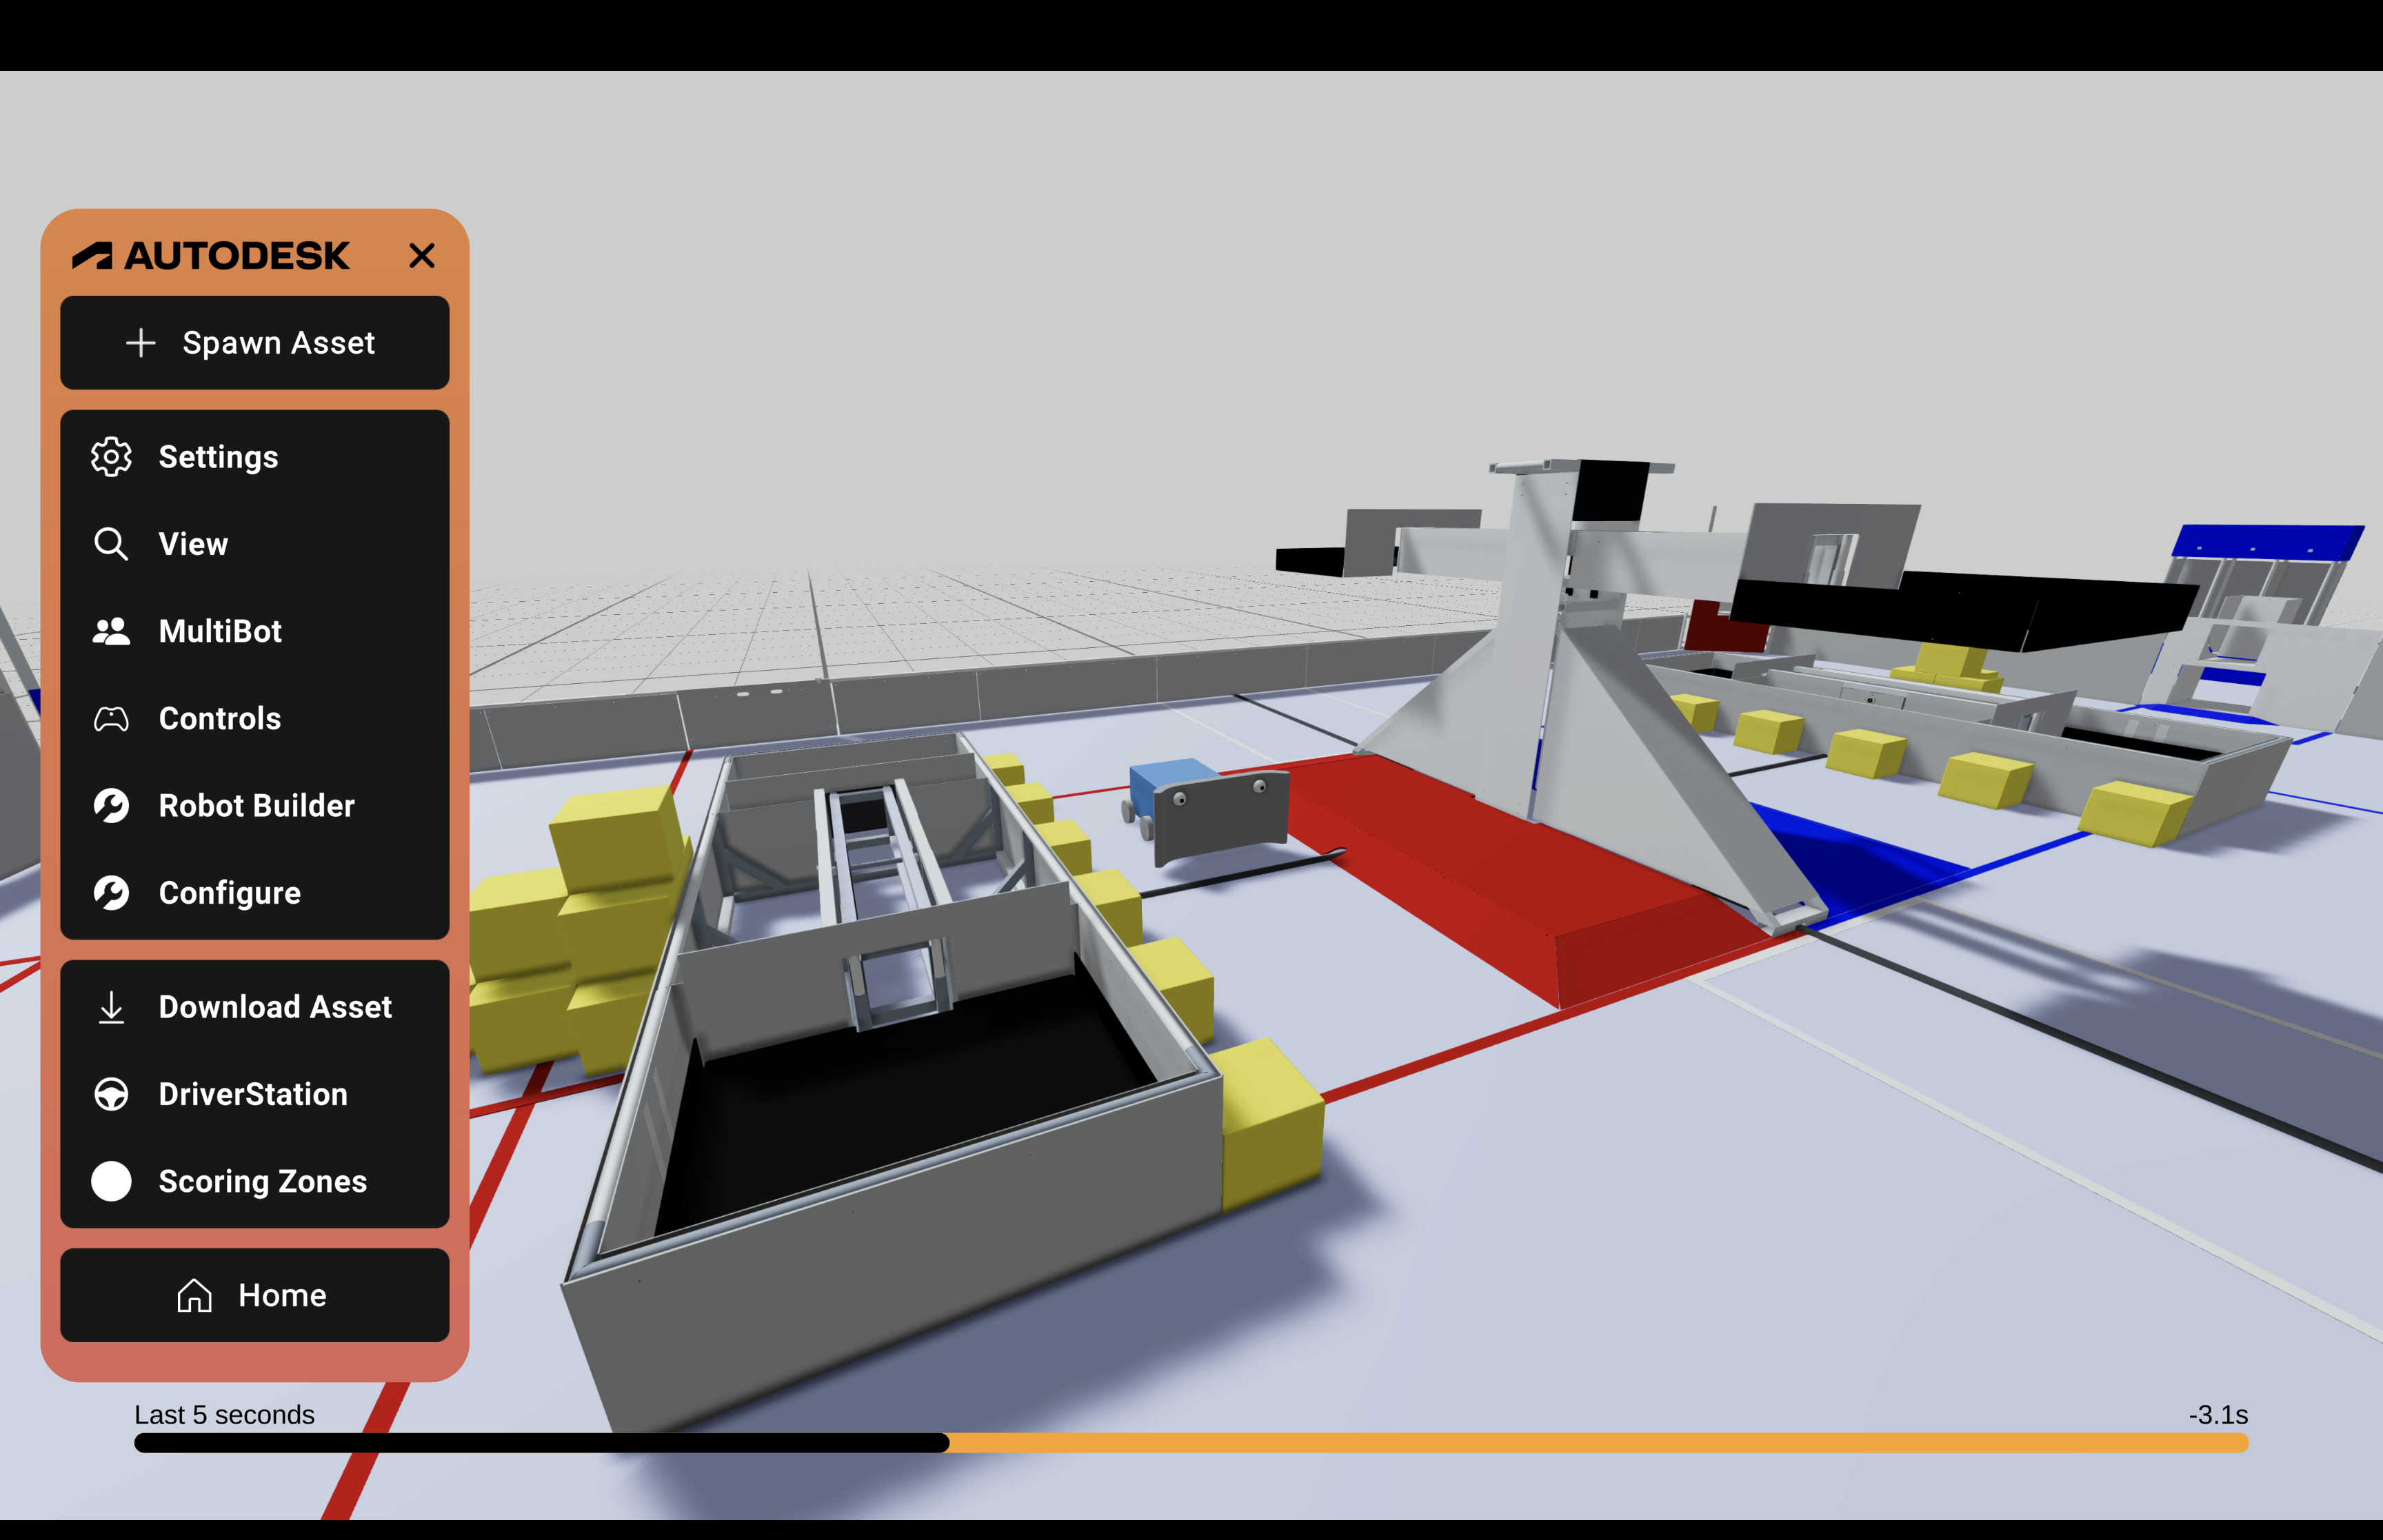 AUTODESK
Spawn Asset
Settings
View
MultiBot
Controls
Robot Builder
Configure
Download Asset
DriverStation
Scoring Zones
Home
Last 5 seconds
-3.1s